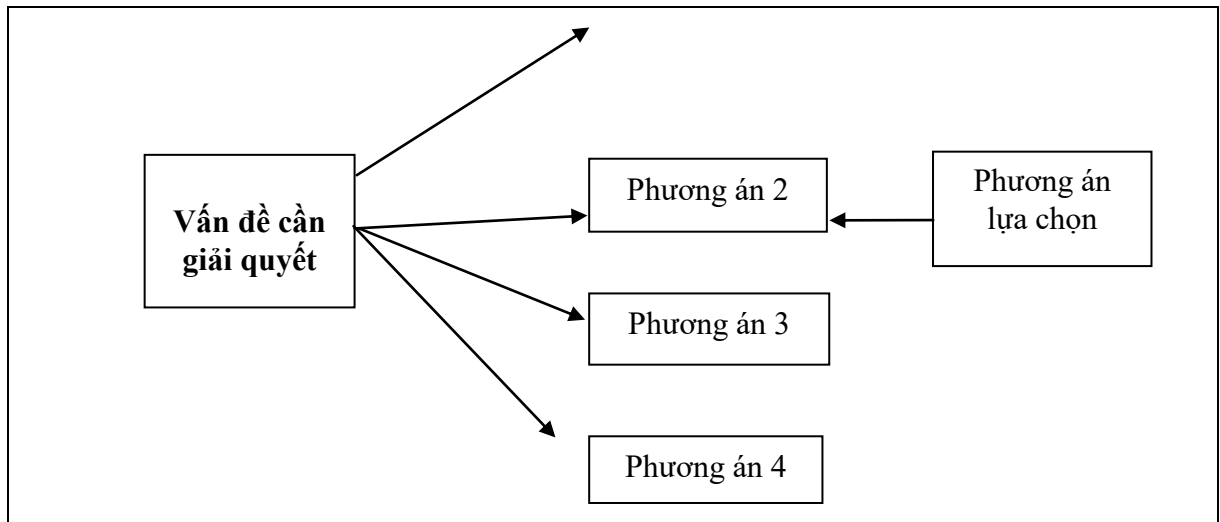 Vấn đề cần
giải quyết
Phương án 2
Phương án
lựa chọn
Phương án 3
Phương án 4